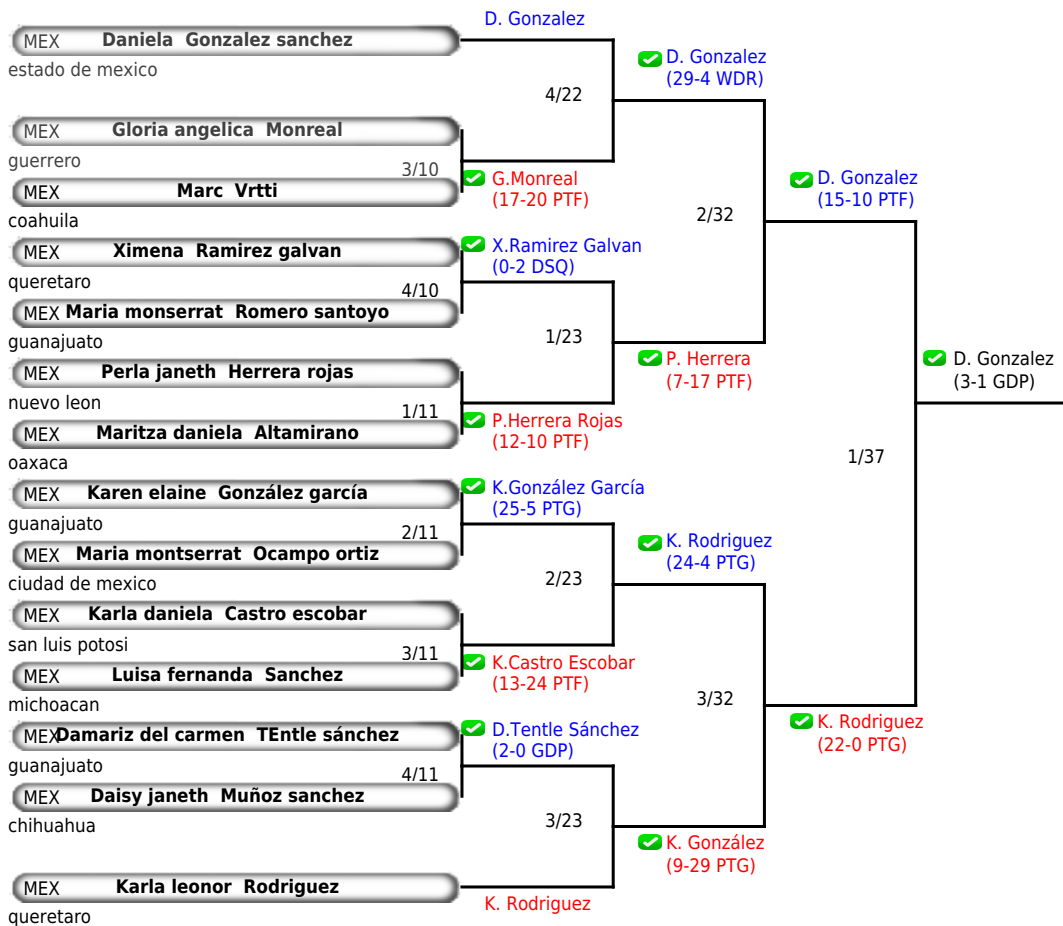 D. Gonzalez
MEX Daniela Gonzalez sanchez
estado de mexico
D. Gonzalez
(29-4 WDR)
4/22
MEX Gloria angelica Monreal
guerrero
3/10
G.Monreal
(17-20 PTF)
MEX Marc Vrtti
coahuila
D. Gonzalez
(15-10 PTF)
2/32
MEX Ximena Ramirez galvan
queretaro
X.Ramirez Galvan
(0-2 DSQ)
4/10
MEX Maria monserrat Romero santoyo
guanajuato
1/23
P. Herrera
(7-17 PTF)
MEX Perla janeth Herrera rojas
nuevo leon
1/11
P.Herrera Rojas
(12-10 PTF)
MEX Maritza daniela Altamirano
oaxaca
D. Gonzalez
(3-1 GDP)
1/37
MEX Karen elaine González garcía
guanajuato
K.González García
(25-5 PTG)
2/11
MEX Maria montserrat Ocampo ortiz
ciudad de mexico
K. Rodriguez
(24-4 PTG)
2/23
MEX Karla daniela Castro escobar
san luis potosi
3/11
K.Castro Escobar
(13-24 PTF)
MEX Luisa fernanda Sanchez
michoacan
3/32
K. Rodriguez
(22-0 PTG)
MEX Damariz del carmen TEntle sánchez
guanajuato
D.Tentle Sánchez
(2-0 GDP)
4/11
MEX Daisy janeth Muñoz sanchez
chihuahua
3/23
K. González
(9-29 PTG)
MEX Karla leonor Rodriguez
queretaro
K. Rodriguez